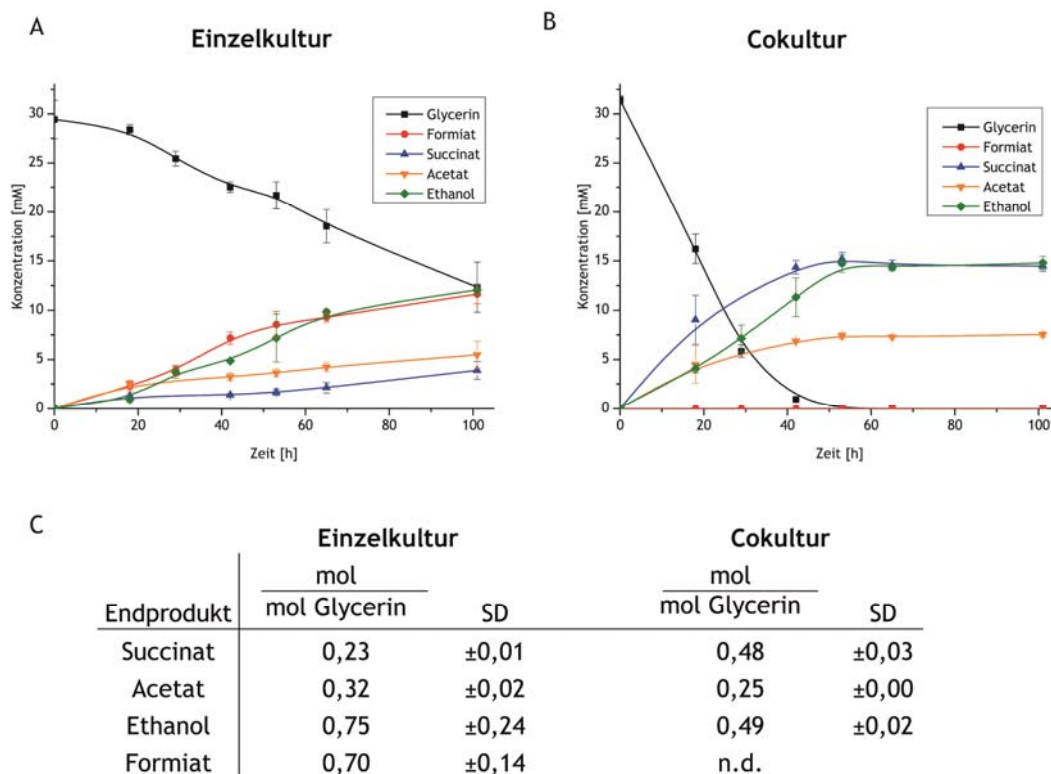 A
Einzelkultur
Konzentration [mM]
30
25
20
15
10
5
0
0 20 40 60 80 100
Zeit [h]
Glycerin
Formiat
Succinat
Acetat
Ethanol
B
Cokultur
Konzentration [mM]
30
25
20
15
10
5
0
0 20 40 60 80 100
Zeit [h]
Glycerin
Formiat
Succinat
Acetat
Ethanol
C
Einzelkultur Cokultur
mol mol
Endprodukt mol Glycerin SD mol Glycerin SD
Succinat 0,23 ±0,01 0,48 ±0,03
Acetat 0,32 ±0,02 0,25 ±0,00
Ethanol 0,75 ±0,24 0,49 ±0,02
Formiat 0,70 ±0,14 n.d.